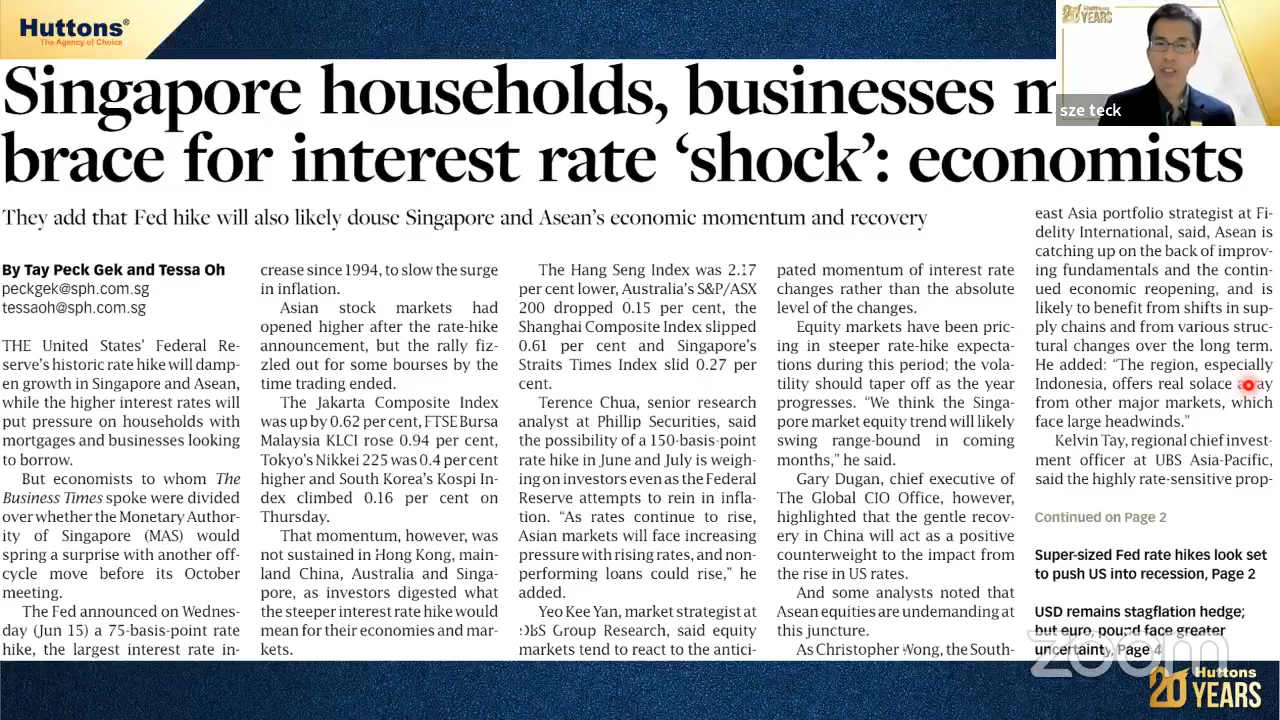 Huttons®
The Agency of Choice
20 Huttons
YEARS
sze teck
Singapore households, businesses m
brace for interest rate ‘shock’: economists
They add that Fed hike will also likely douse Singapore and Asean’s economic momentum and recovery
By Tay Peck Gek and Tessa Oh
peckgek@sph.com.sg
tessaoh@sph.com.sg
THE United States’ Federal Re-
serve’s historic rate hike will damp-
en growth in Singapore and Asean,
while the higher interest rates will
put pressure on households with
mortgages and businesses looking
to borrow.
But economists to whom The
Business Times spoke were divided
over whether the Monetary Author-
ity of Singapore (MAS) would
spring a surprise with another off-
cycle move before its October
meeting.
The Fed announced on Wednes-
day (Jun 15) a 75-basis-point rate
hike, the largest interest rate in-
crease since 1994, to slow the surge
in inflation.
Asian stock markets had
opened higher after the rate-hike
announcement, but the rally fiz-
zled out for some bourses by the
time trading ended.
The Jakarta Composite Index
was up by 0.62 per cent, FTSE Bursa
Malaysia KLCI rose 0.94 per cent,
Tokyo’s Nikkei 225 was 0.4 per cent
higher and South Korea’s Kospi In-
dex climbed 0.16 per cent on
Thursday.
That momentum, however, was
not sustained in Hong Kong, main-
land China, Australia and Singa-
pore, as investors digested what
the steeper interest rate hike would
mean for their economies and mar-
kets.
The Hang Seng Index was 2.17
per cent lower, Australia’s S&P/ASX
200 dropped 0.15 per cent, the
Shanghai Composite Index slipped
0.61 per cent and Singapore’s
Straits Times Index slid 0.27 per
cent.
Terence Chua, senior research
analyst at Phillip Securities, said
the possibility of a 150-basis-point
rate hike in June and July is weigh-
ing on investors even as the Federal
Reserve attempts to rein in infla-
tion. “As rates continue to rise,
Asian markets will face increasing
pressure with rising rates, and non-
performing loans could rise,” he
added.
Yeo Kee Yan, market strategist at
DBS Group Research, said equity
markets tend to react to the antici-
pated momentum of interest rate
changes rather than the absolute
level of the changes.
Equity markets have been pric-
ing in steeper rate-hike expecta-
tions during this period; the vola-
tility should taper off as the year
progresses. “We think the Singa-
pore market equity trend will likely
swing range-bound in coming
months,” he said.
Gary Dugan, chief executive of
The Global CIO Office, however,
highlighted that the gentle recov-
ery in China will act as a positive
counterweight to the impact from
the rise in US rates.
And some analysts noted that
Asean equities are undemanding at
this juncture.
As Christopher Wong, the South-
east Asia portfolio strategist at Fi-
delity International, said, Asean is
catching up on the back of improv-
ing fundamentals and the contin-
ued economic reopening, and is
likely to benefit from shifts in sup-
ply chains and from various struc-
tural changes over the long term.
He added: “The region, especially
Indonesia, offers real solace away
from other major markets, which
face large headwinds.”
Kelvin Tay, regional chief invest-
ment officer at UBS Asia-Pacific,
said the highly rate-sensitive prop-
Continued on Page 2
Super-sized Fed rate hikes look set
to push US into recession, Page 2
USD remains stagflation hedge;
but euro, pound face greater
uncertainty, Page 4
zoom
Huttons
20 YEARS